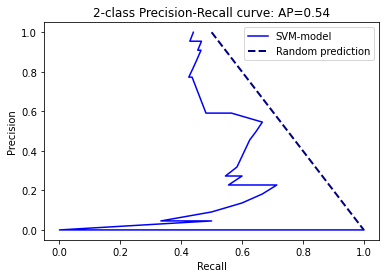 2-class Precision-Recall curve: AP=0.54
SVM-model
Random prediction
Precision
1.0
0.8
0.6
0.4
0.2
0.0
0.0 0.2 0.4 0.6 0.8 1.0
Recall